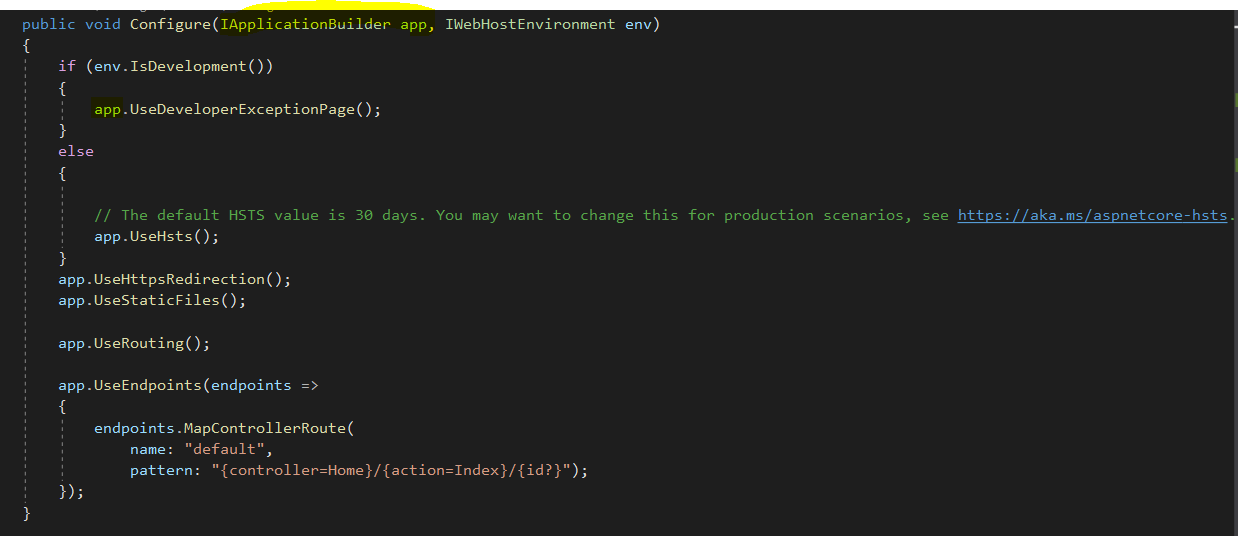 public void Configure(IApplicationBuilder app, IWebHostEnvironment env)
{
if (env.IsDevelopment())
{
app.UseDeveloperExceptionPage();
}
else
{
// The default HSTS value is 30 days. You may want to change this for production scenarios, see https://aka.ms/aspnetcore-hsts.
app.UseHsts();
}
app.UseHttpsRedirection();
app.UseStaticFiles();
app.UseRouting();
app.UseEndpoints(endpoints =>
{
endpoints.MapControllerRoute(
name: "default",
pattern: "{controller=Home}/{action=Index}/{id?}");
});
}